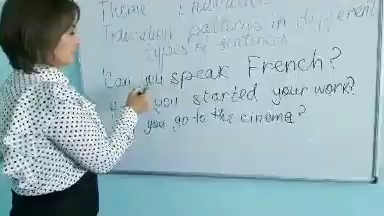 Theme
Intonation patterns in different
types of sentences
Can you speak French?
you started your work?
you go to the cinema?